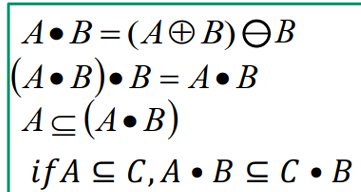 A • B = (A ⊕ B) ⊖ B
(A • B) • B = A • B
A ⊆ (A • B)
if A ⊆ C, A • B ⊆ C • B